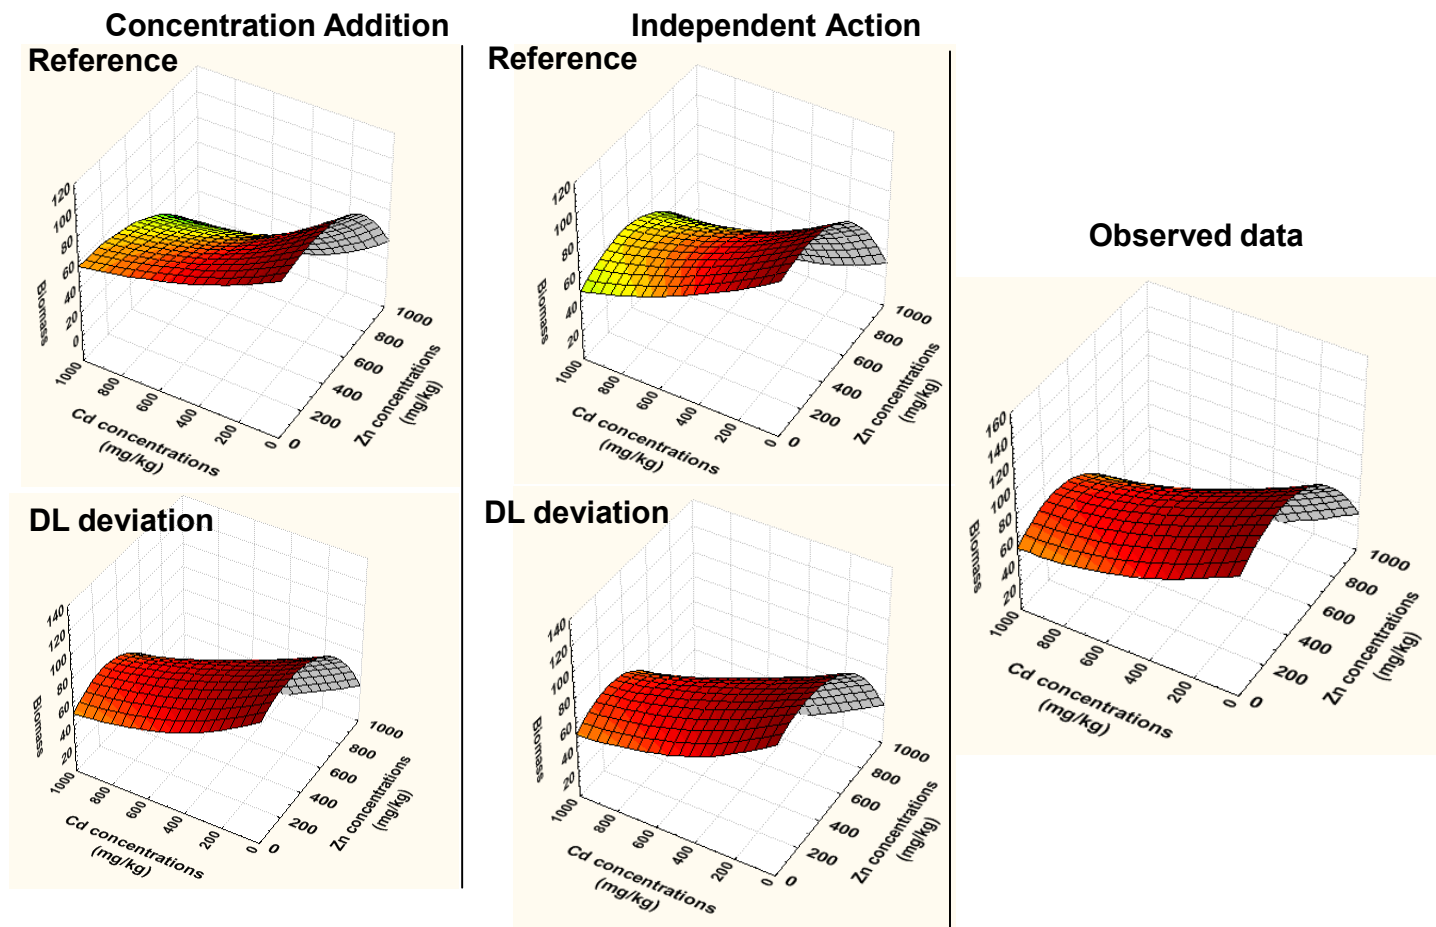 Concentration Addition
Independent Action
Reference
120
100
80
60
40
20
0
Biomass
1000
800
600
400
200
0
Cd concentrations
(mg/kg)
0
200
400
600
800
1000
Zn concentrations
(mg/kg)
Reference
120
100
80
60
40
20
Biomass
1000
800
600
400
200
0
Cd concentrations
(mg/kg)
0
200
400
600
800
1000
Zn concentrations
(mg/kg)
Observed data
160
140
120
100
80
60
40
20
Biomass
1000
800
600
400
200
0
Cd concentrations
(mg/kg)
0
200
400
600
800
1000
Zn concentrations
(mg/kg)
DL deviation
140
120
100
80
60
40
20
Biomass
1000
800
600
400
200
0
Cd concentrations
(mg/kg)
0
200
400
600
800
1000
Zn concentrations
(mg/kg)
DL deviation
140
120
100
80
60
40
20
Biomass
1000
800
600
400
200
0
Cd concentrations
(mg/kg)
0
200
400
600
800
1000
Zn concentrations
(mg/kg)